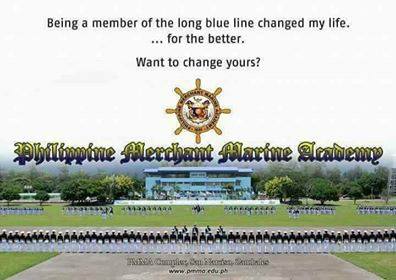 Being a member of the long blue line changed my life.
... for the better.
Want to change yours?
Philippine Merchant Marine Academy
PMMA Complex, San Narciso, Zambales
www.pmma.edu.ph